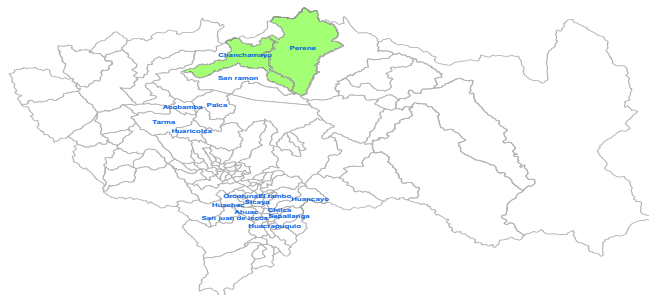 Perene
Chanchamayo
San ramon
Acobamba
Palca
Tarma
Huaricolca
Orcotuna
El tambo
Sicaya
Huancayo
Huachac
Ahuac
Chilca
San juan de iscos
Sapallanga
Huacrapuquio